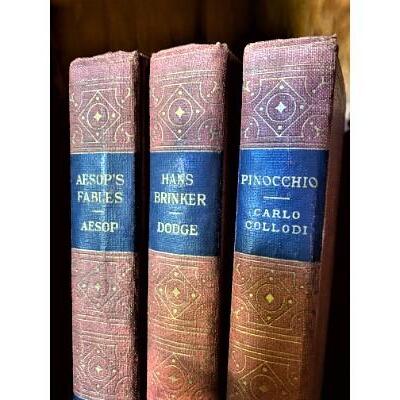 AESOP'S
FABLES
AESOP
HANS
BRINKER
DODGE
PINOCCHIO
CARLO
COLLODI